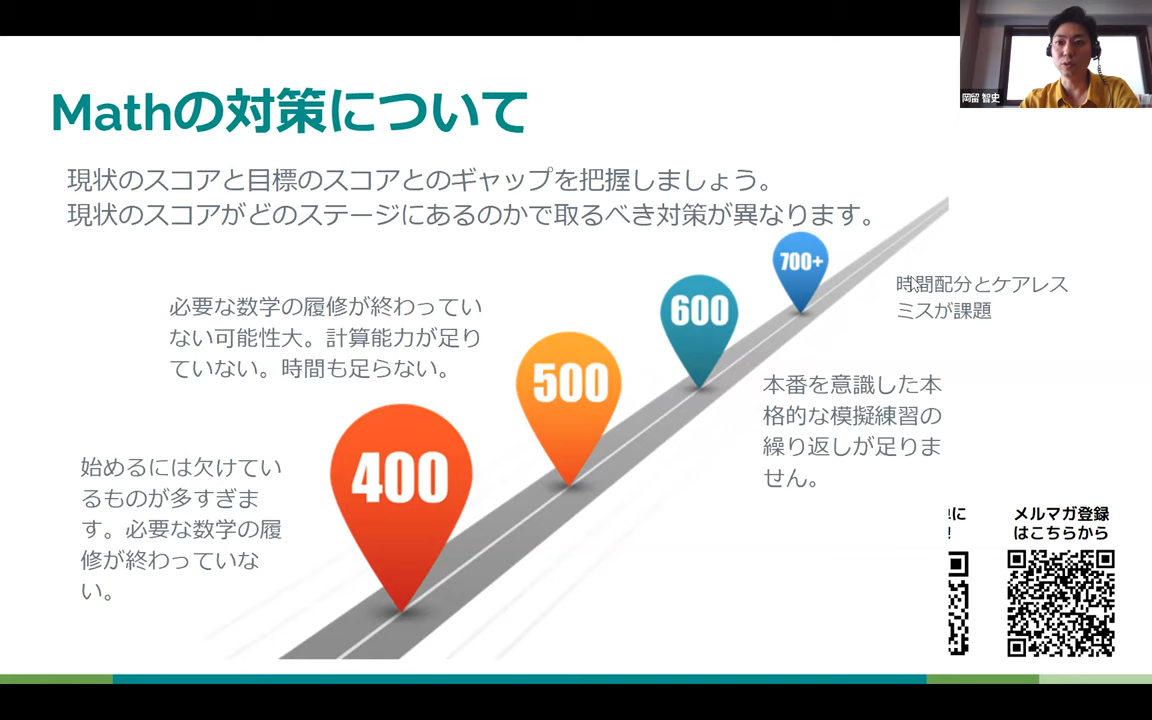 岡留 智史
Mathの対策について
現状のスコアと目標のスコアとのギャップを把握しましょう。
現状のスコアがどのステージにあるのかで取るべき対策が異なります。
700+
時間配分とケアレス
ミスが課題
600
必要な数学の履修が終わってい
ない可能性大。計算能力が足り
ていない。時間も足らない。
500
本番を意識した本
格的な模擬練習の
繰り返しが足りま
せん。
400
始めるには欠けてい
るものが多すぎま
す。必要な数学の履
修が終わっていな
い。
に
!
メルマガ登録
はこちらから